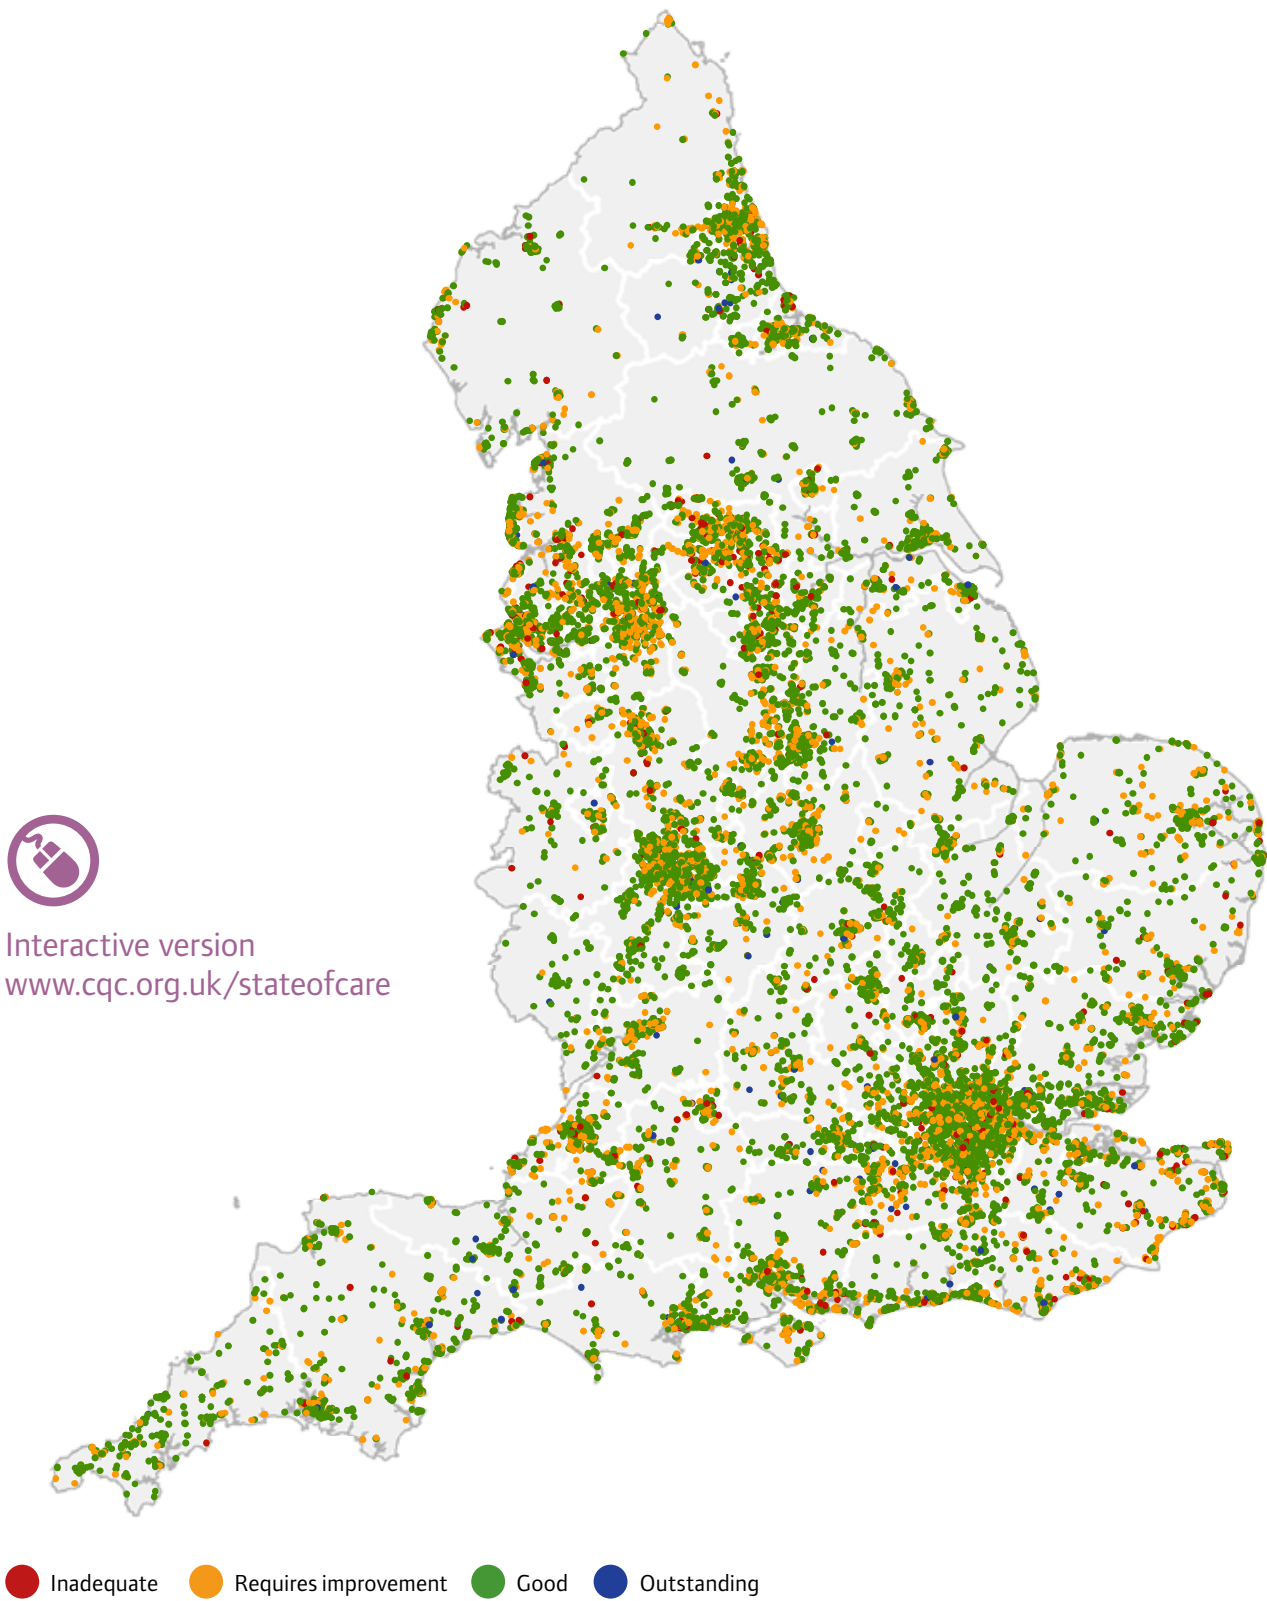 Interactive version
www.cqc.org.uk/stateofcare
Inadequate Requires improvement Good Outstanding